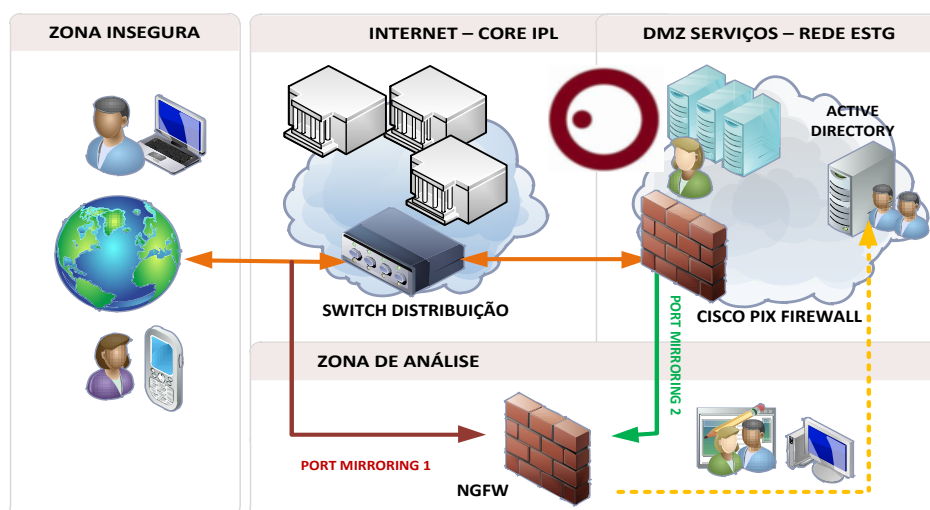 ZONA INSEGURA
INTERNET – CORE IPL
DMZ SERVIÇOS – REDE ESTG
ACTIVE
DIRECTORY
SWITCH DISTRIBUIÇÃO
CISCO PIX FIREWALL
PORT MIRRORING 2
ZONA DE ANÁLISE
PORT MIRRORING 1
NGFW